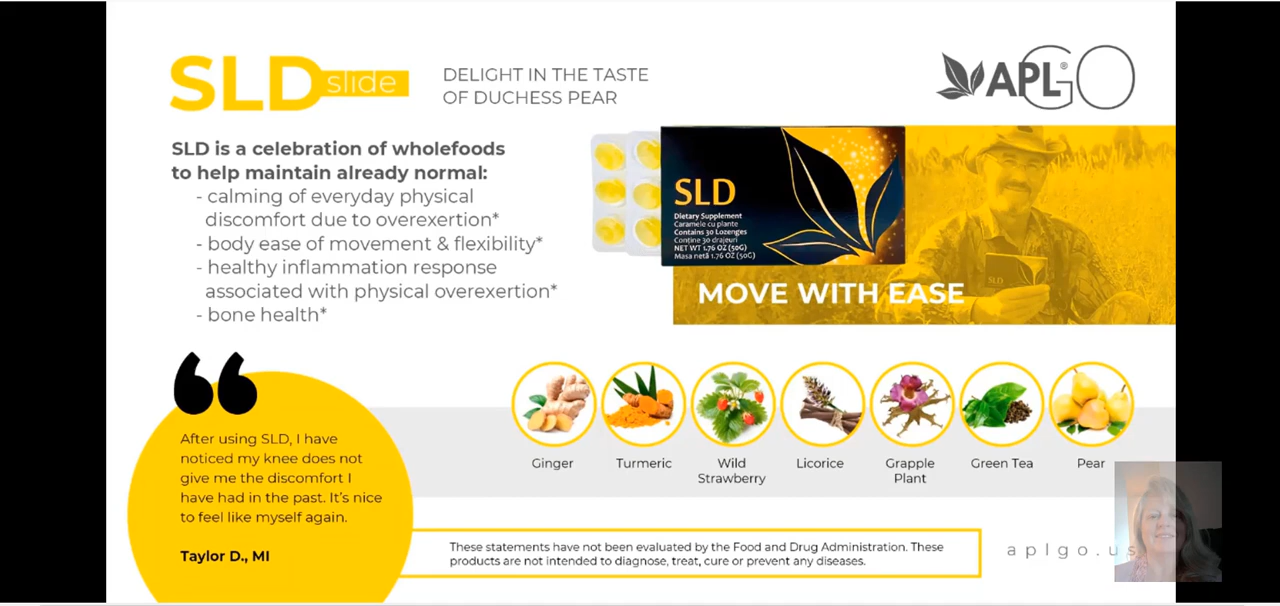 SLD slide
DELIGHT IN THE TASTE
OF DUCHESS PEAR
APLGO®
SLD is a celebration of wholefoods
to help maintain already normal:
- calming of everyday physical
discomfort due to overexertion*
- body ease of movement & flexibility*
- healthy inflammation response
associated with physical overexertion*
- bone health*
SLD
Dietary Supplement
Caramele cu plante
Contains 30 Lozenges
Conține 30 drajeuri
NET WT 1.76 OZ (50G)
Masa netă 1.76 OZ (50G)
SLD
MOVE WITH EASE
“
After using SLD, I have
noticed my knee does not
give me the discomfort I
have had in the past. It's nice
to feel like myself again.
Taylor D., MI
Ginger
Turmeric
Wild
Strawberry
Licorice
Grapple
Plant
Green Tea
Pear
These statements have not been evaluated by the Food and Drug Administration. These
products are not intended to diagnose, treat, cure or prevent any diseases.
aplgo.us